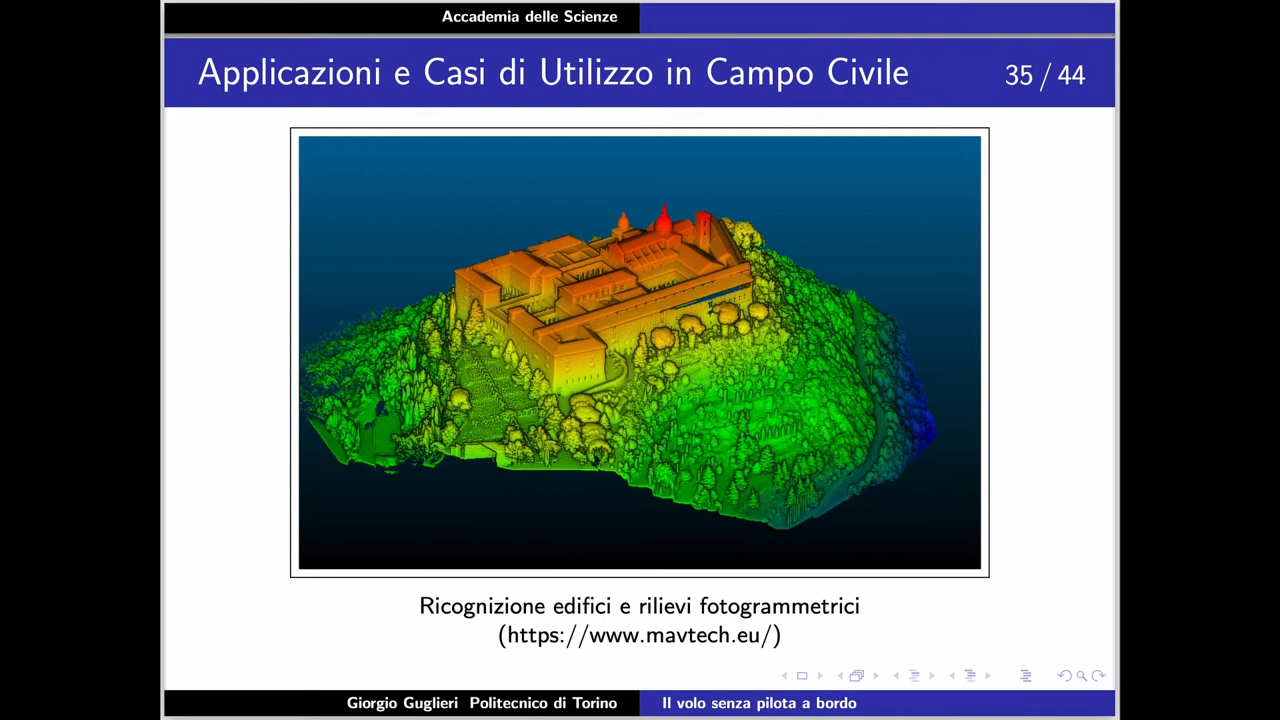 Accademia delle Scienze
Applicazioni e Casi di Utilizzo in Campo Civile
35 / 44
Ricognizione edifici e rilievi fotogrammetrici
(https://www.mavtech.eu/)
Giorgio Guglieri Politecnico di Torino
Il volo senza pilota a bordo